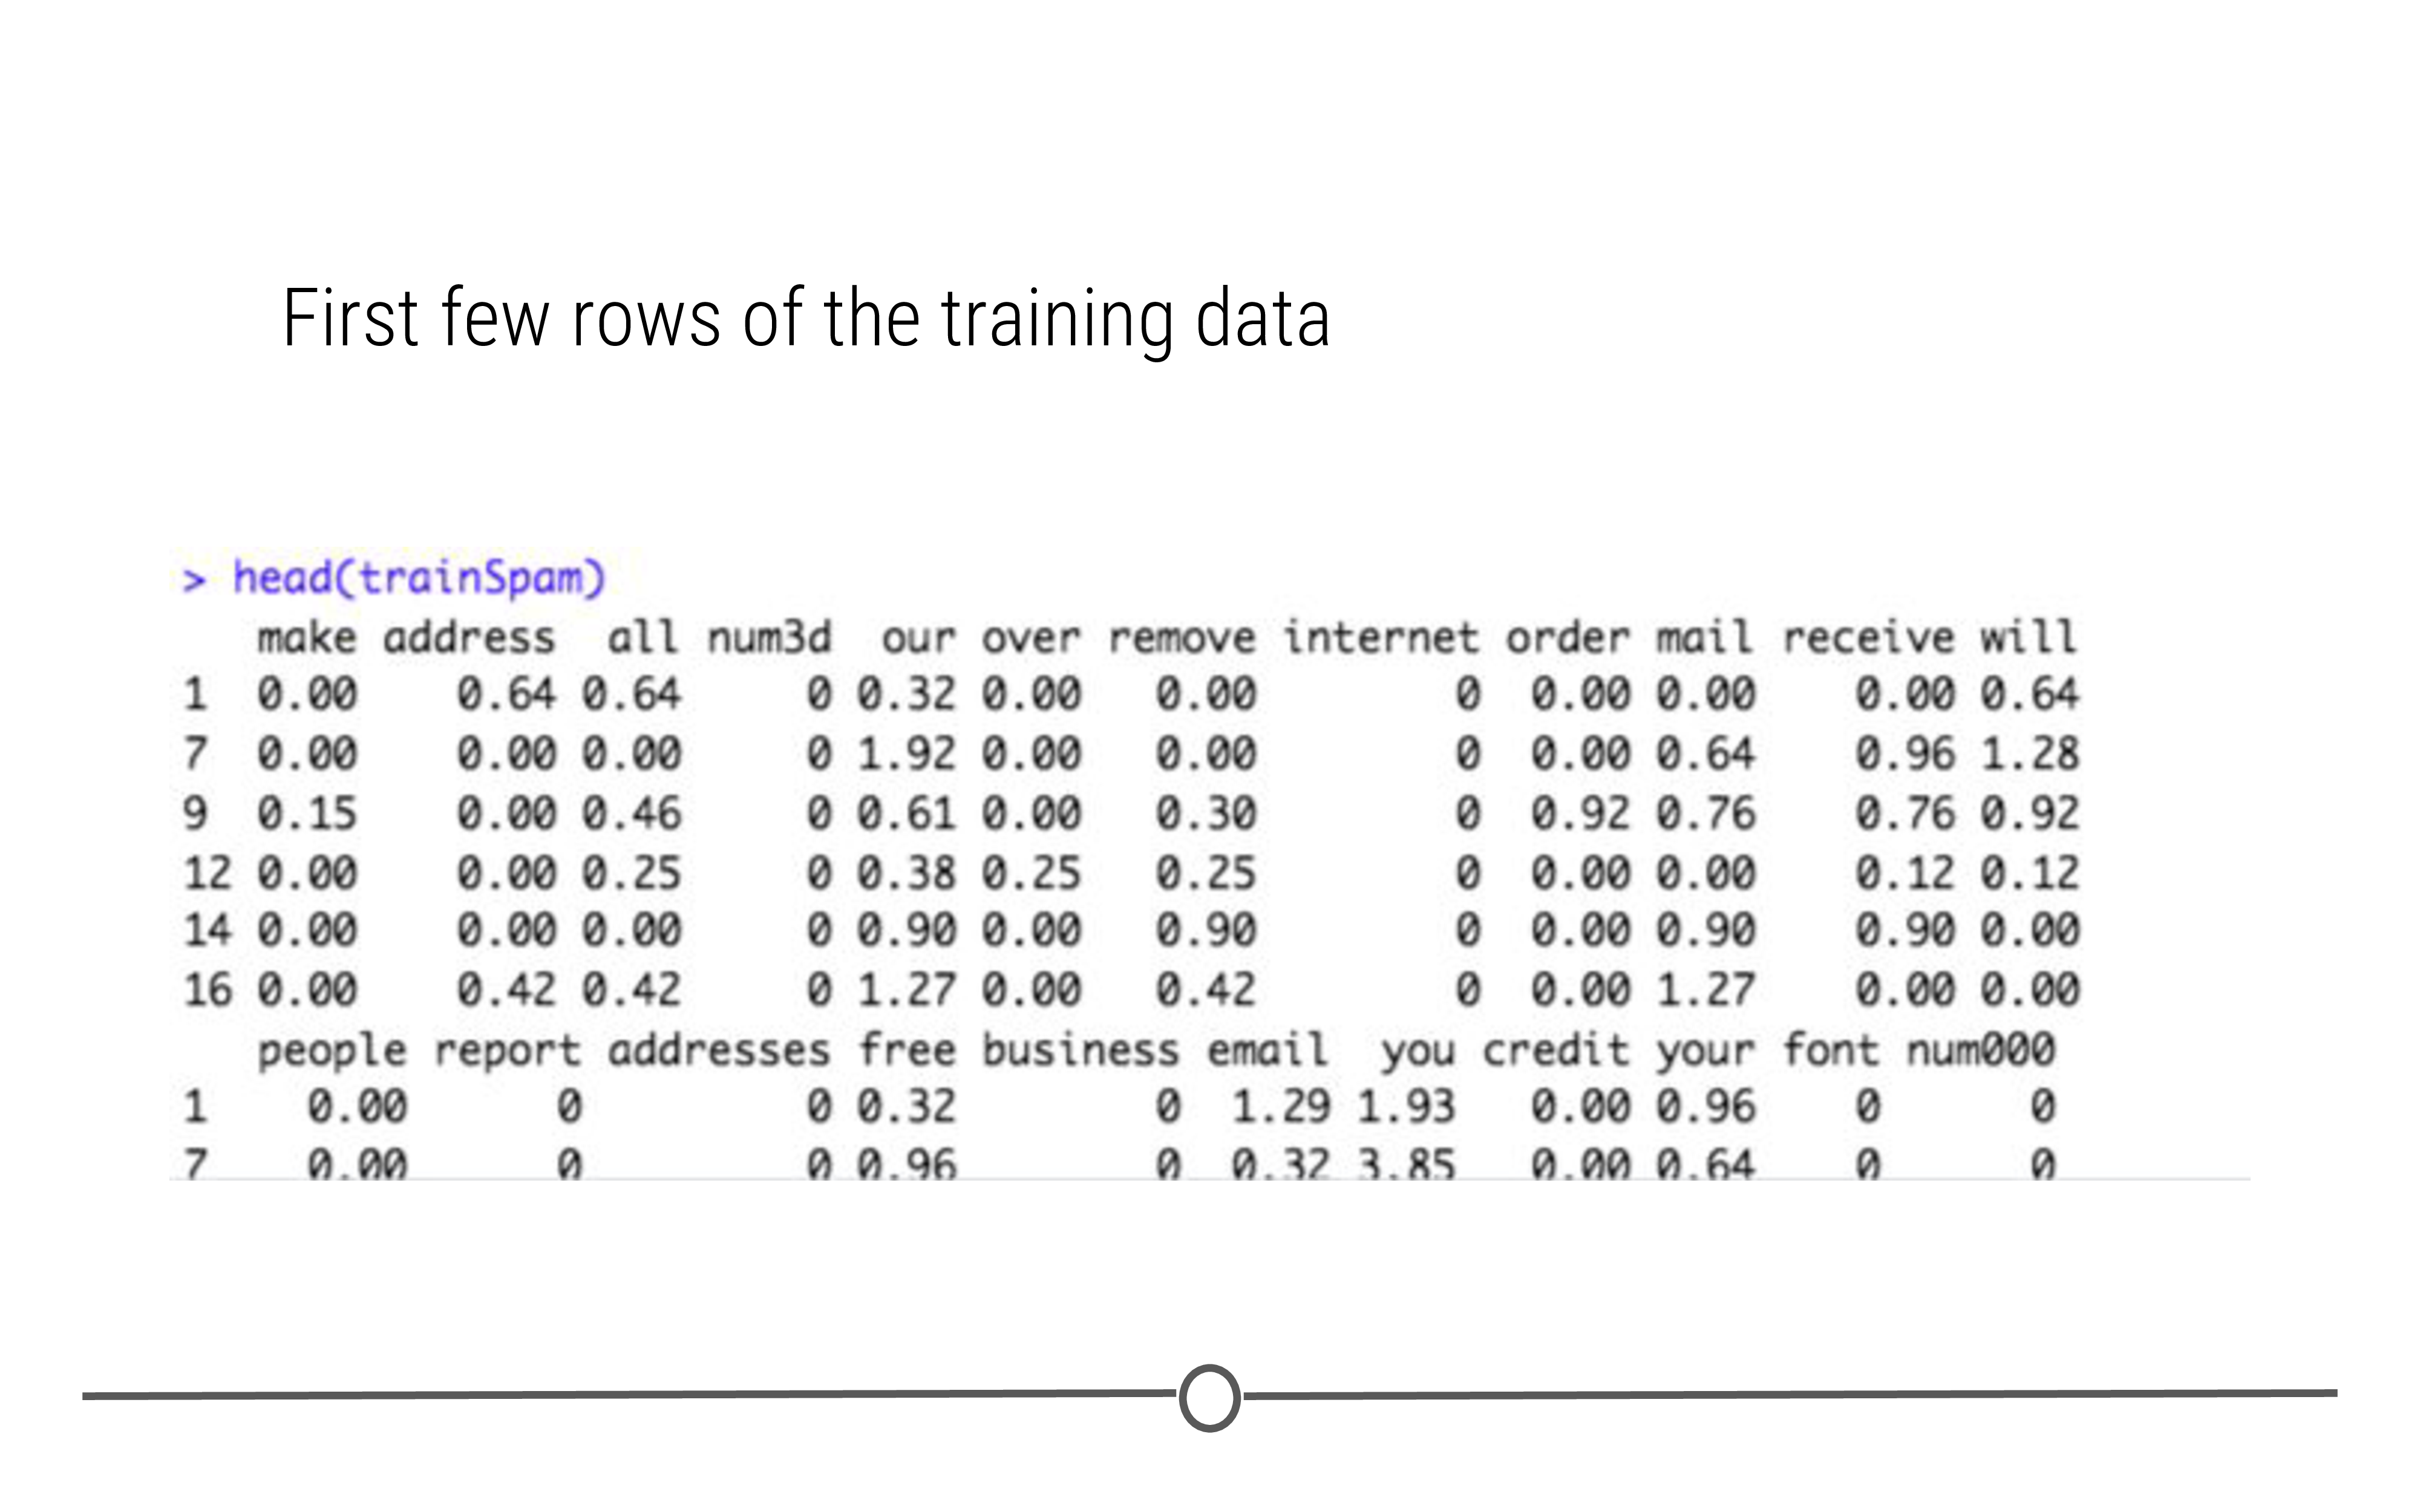 First few rows of the training data
> head(trainSpam)
   make address  all num3d  our over remove internet order mail receive will
1  0.00    0.64 0.64     0 0.32 0.00   0.00        0  0.00 0.00    0.00 0.64
7  0.00    0.00 0.00     0 1.92 0.00   0.00        0  0.00 0.64    0.96 1.28
9  0.15    0.00 0.46     0 0.61 0.00   0.30        0  0.92 0.76    0.76 0.92
12 0.00    0.00 0.25     0 0.38 0.25   0.25        0  0.00 0.00    0.12 0.12
14 0.00    0.00 0.00     0 0.90 0.00   0.90        0  0.00 0.90    0.90 0.00
16 0.00    0.42 0.42     0 1.27 0.00   0.42        0  0.00 1.27    0.00 0.00
   people report addresses free business email  you credit your font num000
1    0.00      0         0 0.32        0  1.29 1.93   0.00 0.96    0      0
7    0.00      0         0 0.96        0  0.32 3.85   0.00 0.64    0      0